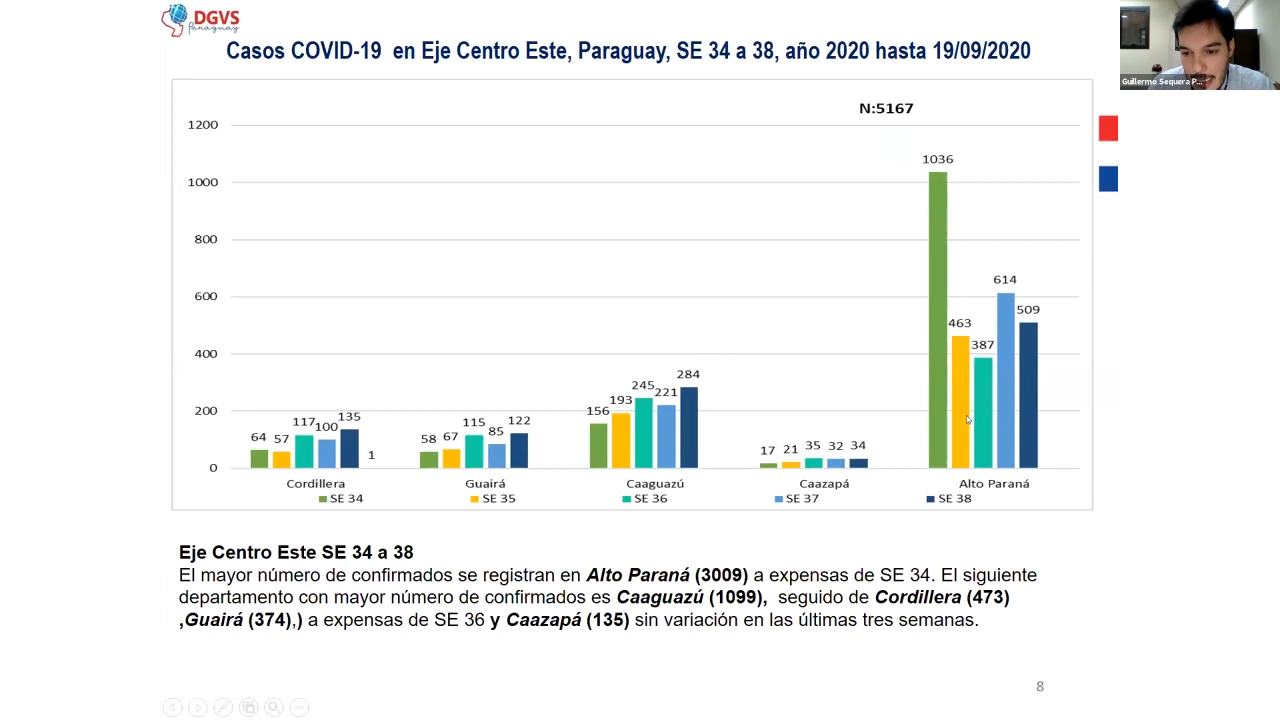 DGVS
Paraguay
Casos COVID-19 en Eje Centro Este, Paraguay, SE 34 a 38, año 2020 hasta 19/09/2020
Guillermo Sequera P...
N:5167
1200
1000
800
600
400
200
0
64 57 117 100 135 1
58 67 115 85 122
156 193 245 221 284
17 21 35 32 34
1036 463 387 614 509
Cordillera Guairá Caaguazú Caazapá Alto Paraná
SE 34 SE 35 SE 36 SE 37 SE 38
Eje Centro Este SE 34 a 38
El mayor número de confirmados se registran en Alto Paraná (3009) a expensas de SE 34. El siguiente
departamento con mayor número de confirmados es Caaguazú (1099), seguido de Cordillera (473)
,Guairá (374),) a expensas de SE 36 y Caazapá (135) sin variación en las últimas tres semanas.
8